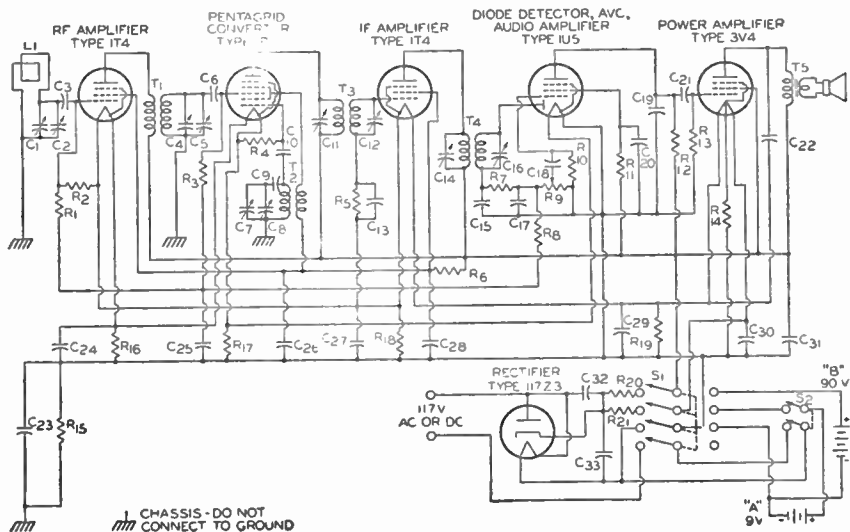 RF AMPLIFIER
TYPE 1T4
PENTAGRID
TYPE
IF AMPLIFIER
TYPE 1T4
DIODE DETECTOR, AVC,
AUDIO AMPLIFIER
TYPE 1U5
POWER AMPLIFIER
TYPE 3V4
L1
C3
C1
C2
R2
R1
T1
C6
C4
C5
R3
R4
C9
C7
C8
C11
T3
C12
R5
C13
T4
C14
C16
R7
C18
R9
C15
C17
R8
R6
R11
C20
C19
C21
R12
R13
R14
C22
T5
C24
R16
C25
R17
C27
R18
C28
C29
R19
C30
C31
C23
R15
RECTIFIER
TYPE 117Z3
117V
AC OR DC
C32
R20
R21
C33
S1
S2
"B"
90 V
"A"
9V
CHASSIS-DO NOT
CONNECT TO GROUND